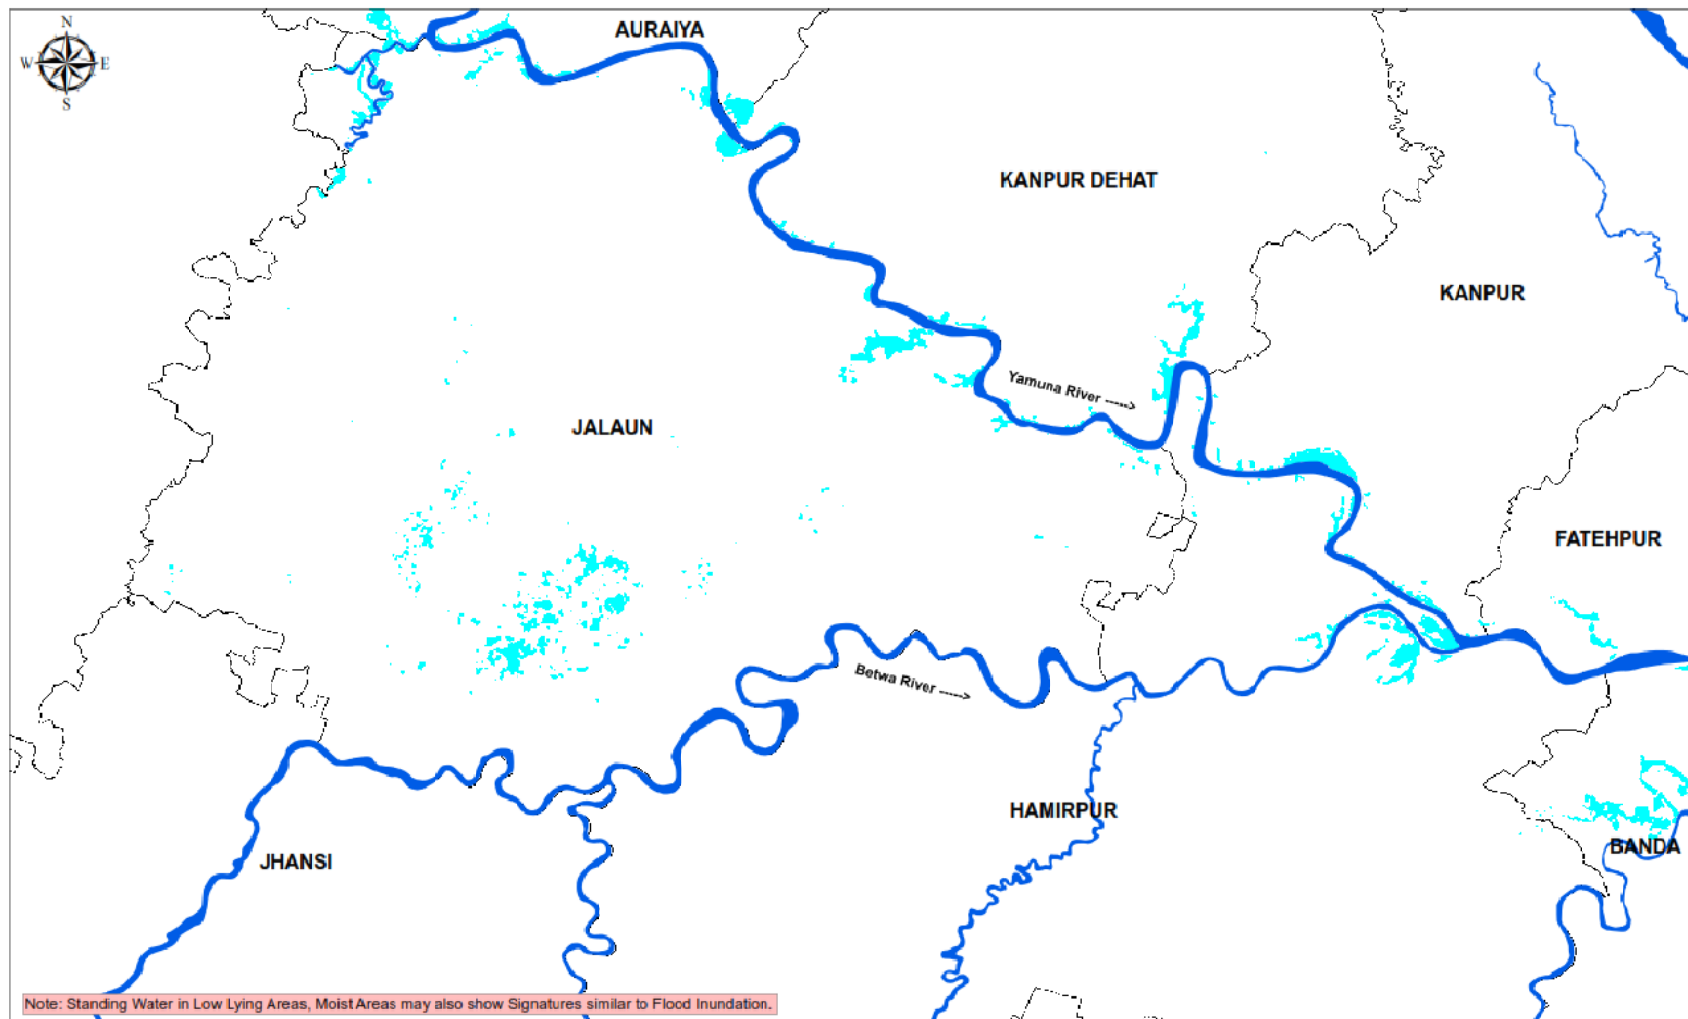 N
W E
S
AURAIYA
KANPUR DEHAT
KANPUR
Yamuna River
JALAUN
FATEHPUR
Betwa River
HAMIRPUR
BANDA
JHANSI
Note: Standing Water in Low Lying Areas, Moist Areas may also show Signatures similar to Flood Inundation.